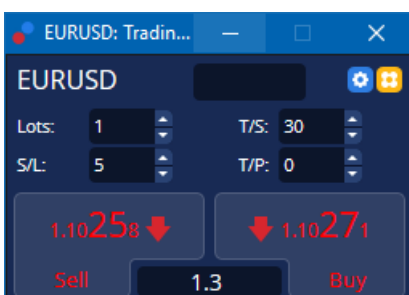 EURUSD: Tradin...
EURUSD
Lots: 1 T/S: 30
S/L: 5 T/P: 0
1.10258 1.10271
Sell 1.3 Buy